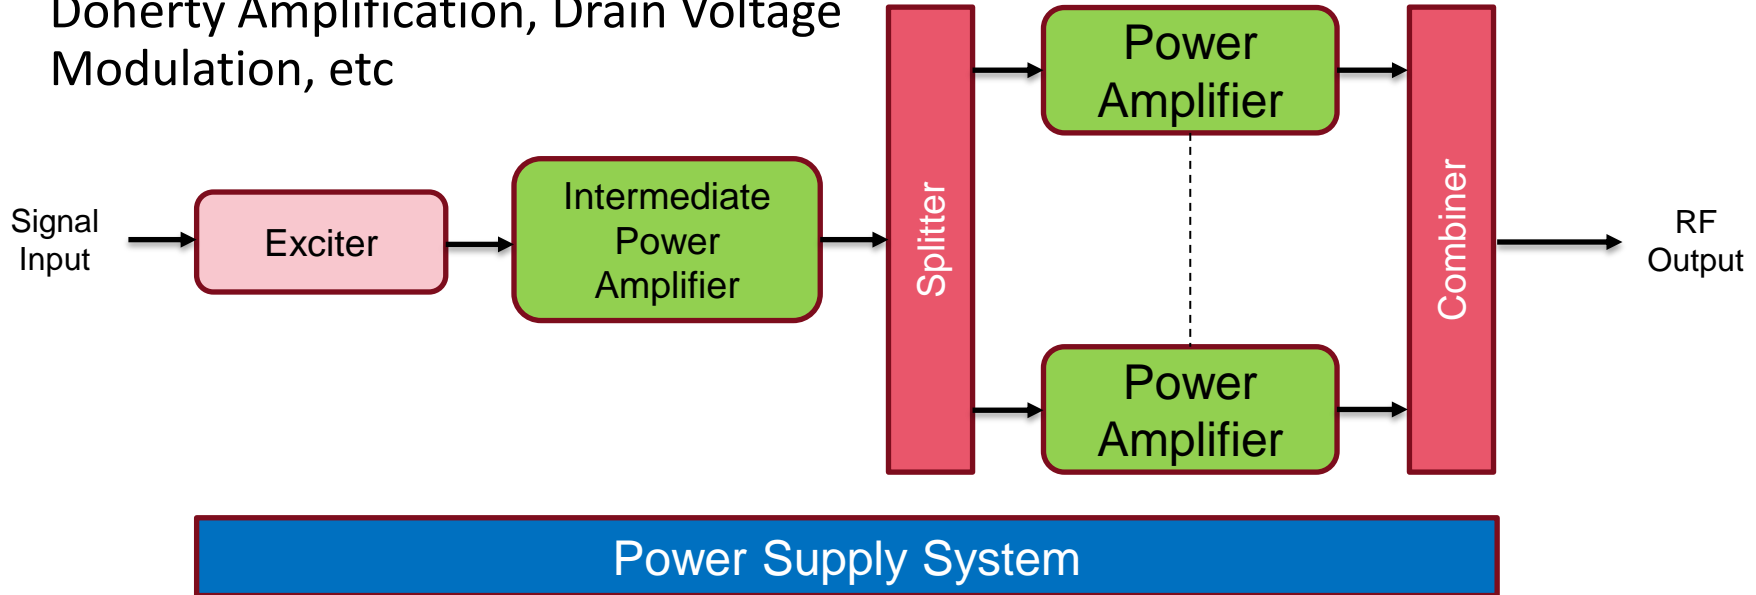 Doherty Amplification, Drain Voltage
Modulation, etc
Signal
Input
Exciter
Intermediate
Power
Amplifier
Splitter
Power
Amplifier
Power
Amplifier
Combiner
RF
Output
Power Supply System